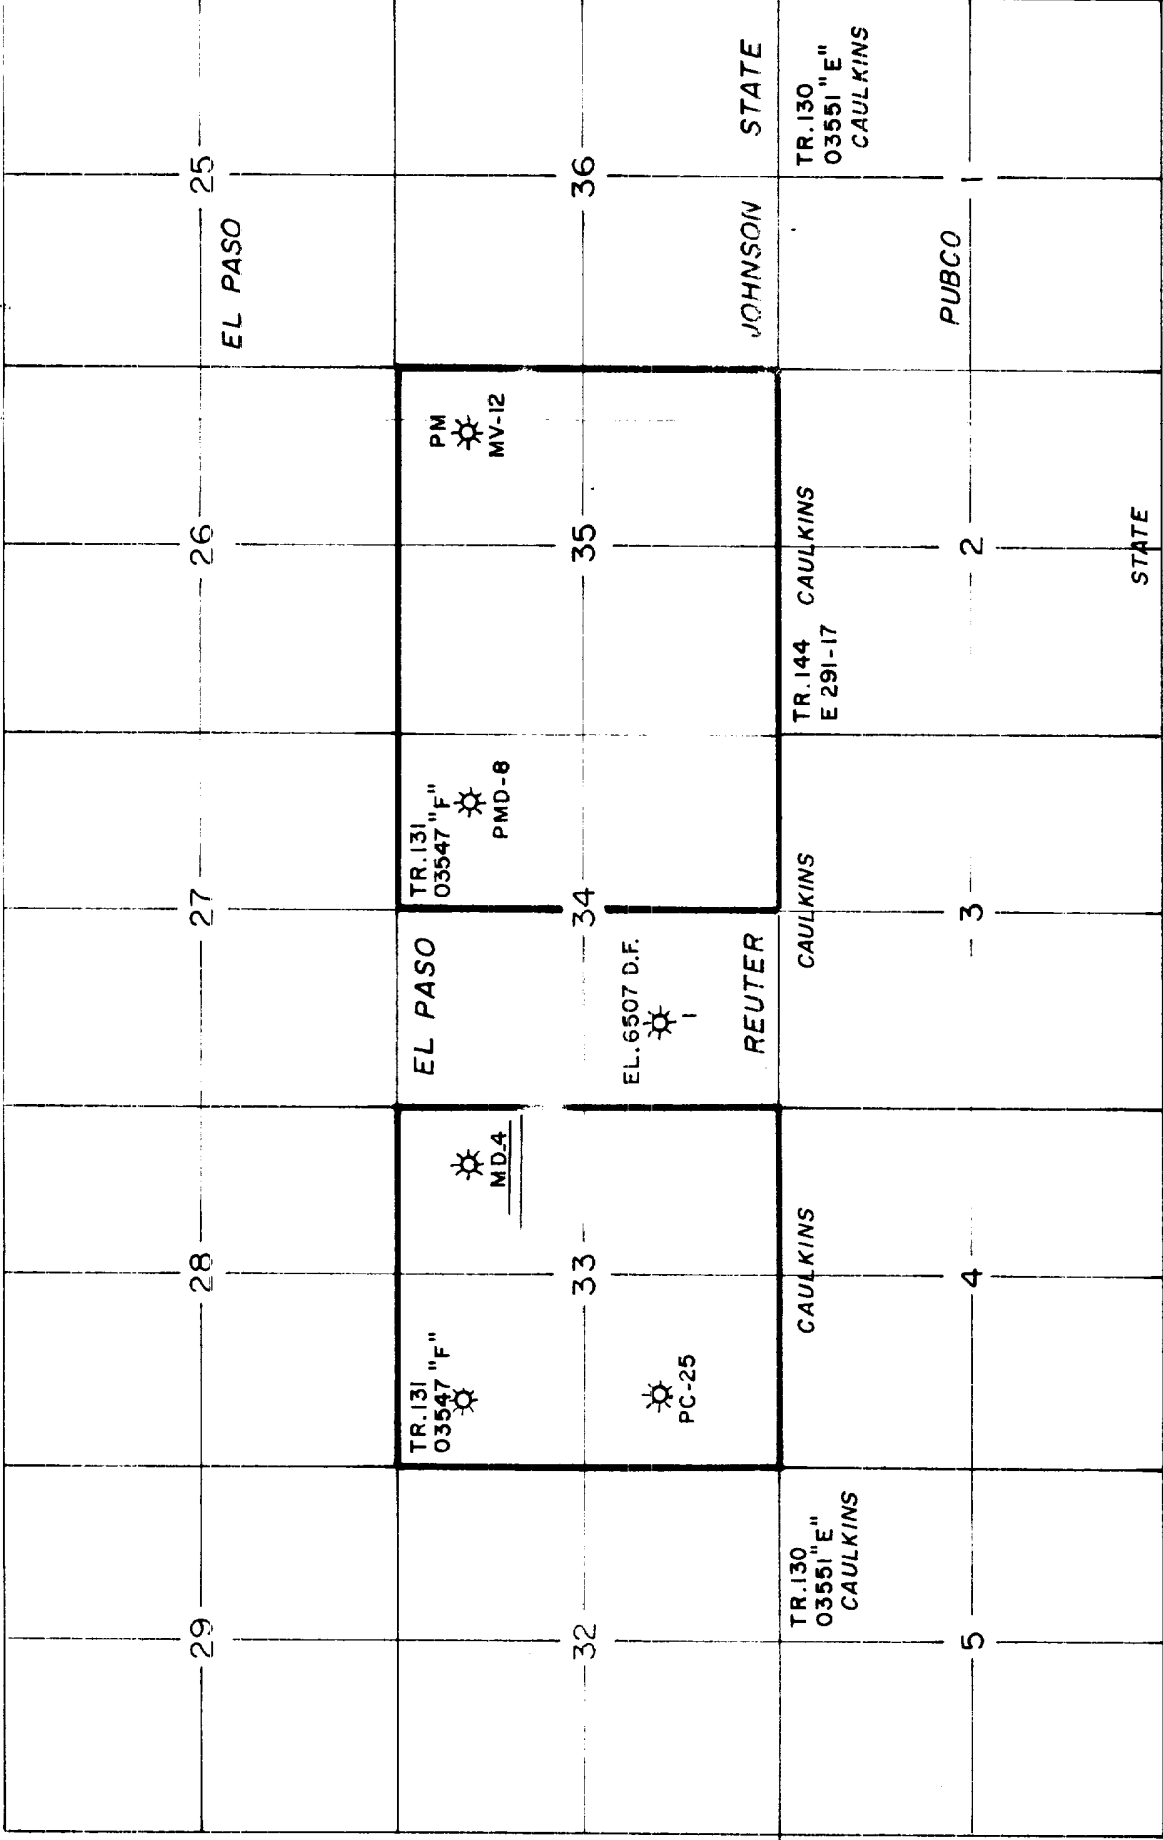 29
28
27
26
25
EL PASO
TR.131
03547 "F"
MD-4
EL PASO
TR.131
03547 "F"
PMD-8
PM
MV-12
32
33
34
35
36
PC-25
EL.6507 D.F.
1
REUTER
JOHNSON STATE
TR.130
03551 "E"
CAULKINS
CAULKINS
CAULKINS
TR.144 CAULKINS
E 291-17
TR.130
03551 "E"
CAULKINS
5
4
3
2
1
PUBCO
STATE